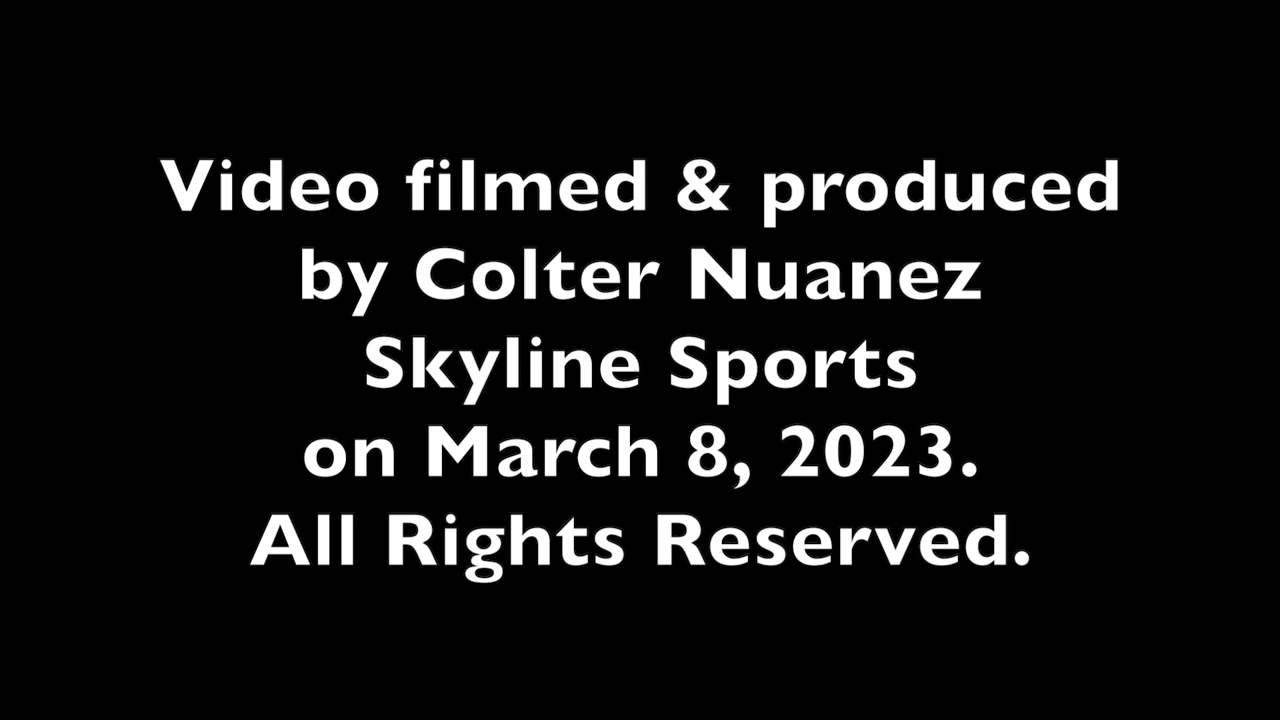 Video filmed & produced
by Colter Nuanez
Skyline Sports
on March 8, 2023.
All Rights Reserved.